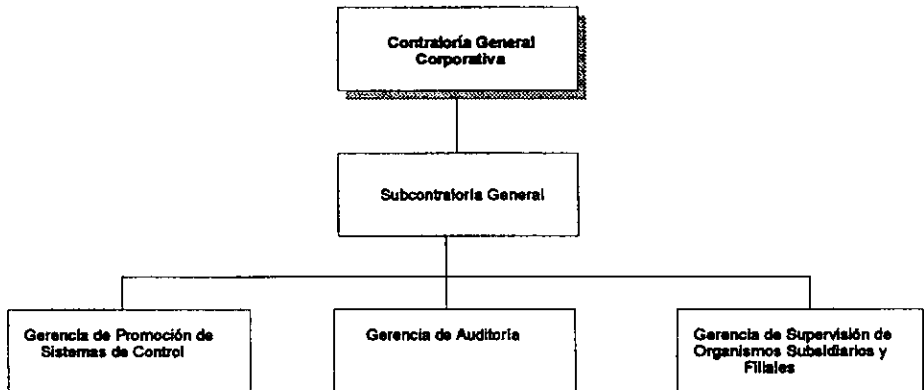 Contraloría General
Corporativa
Subcontraloría General
Gerencia de Promoción de
Sistemas de Control
Gerencia de Auditoría
Gerencia de Supervisión de
Organismos Subsidiarios y
Filiales